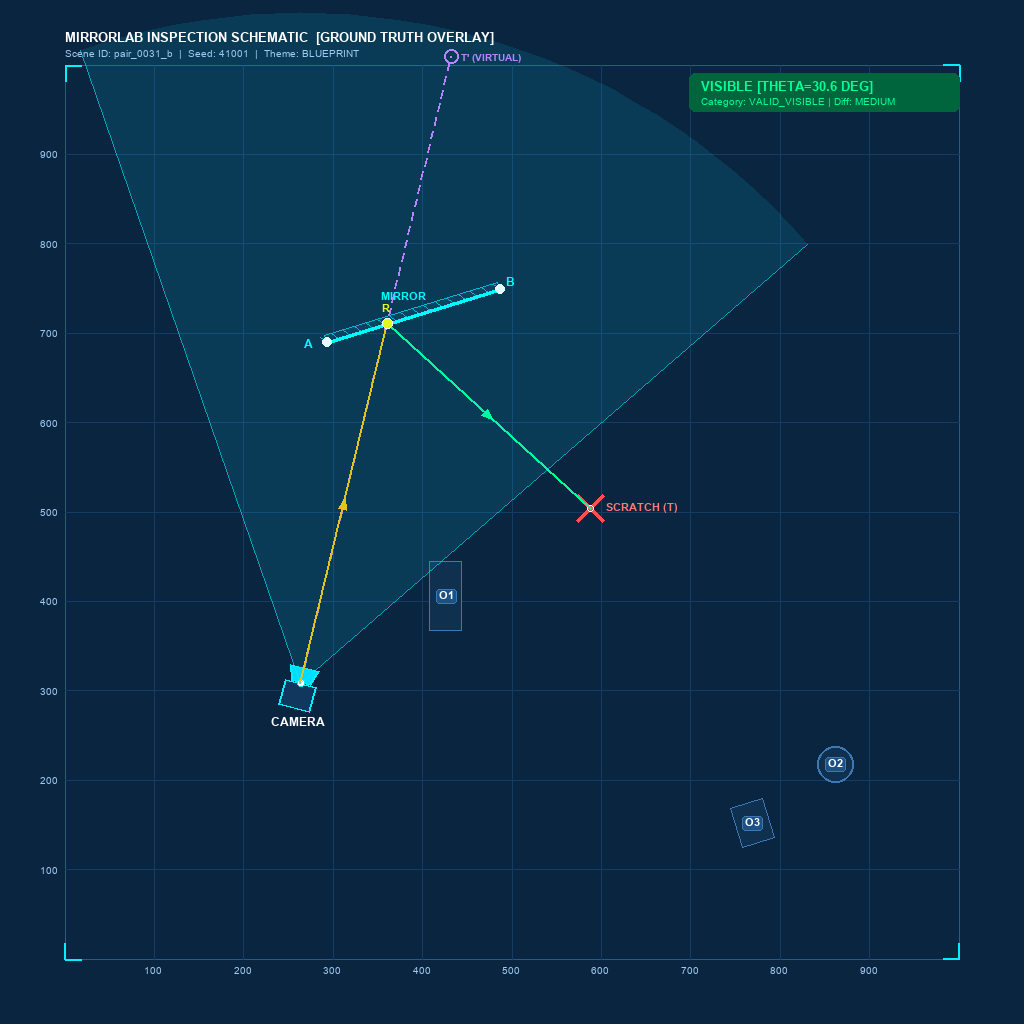 MIRRORLAB INSPECTION SCHEMATIC [GROUND TRUTH OVERLAY]
Scene ID: pair_0031_b | Seed: 41001 | Theme: BLUEPRINT
T' (VIRTUAL)
VISIBLE [THETA=30.6 DEG]
Category: VALID_VISIBLE | Diff: MEDIUM
900
800
B
MIRROR
R
A
700
600
500
SCRATCH (T)
O1
400
300
CAMERA
O2
200
O3
100
100 200 300 400 500 600 700 800 900